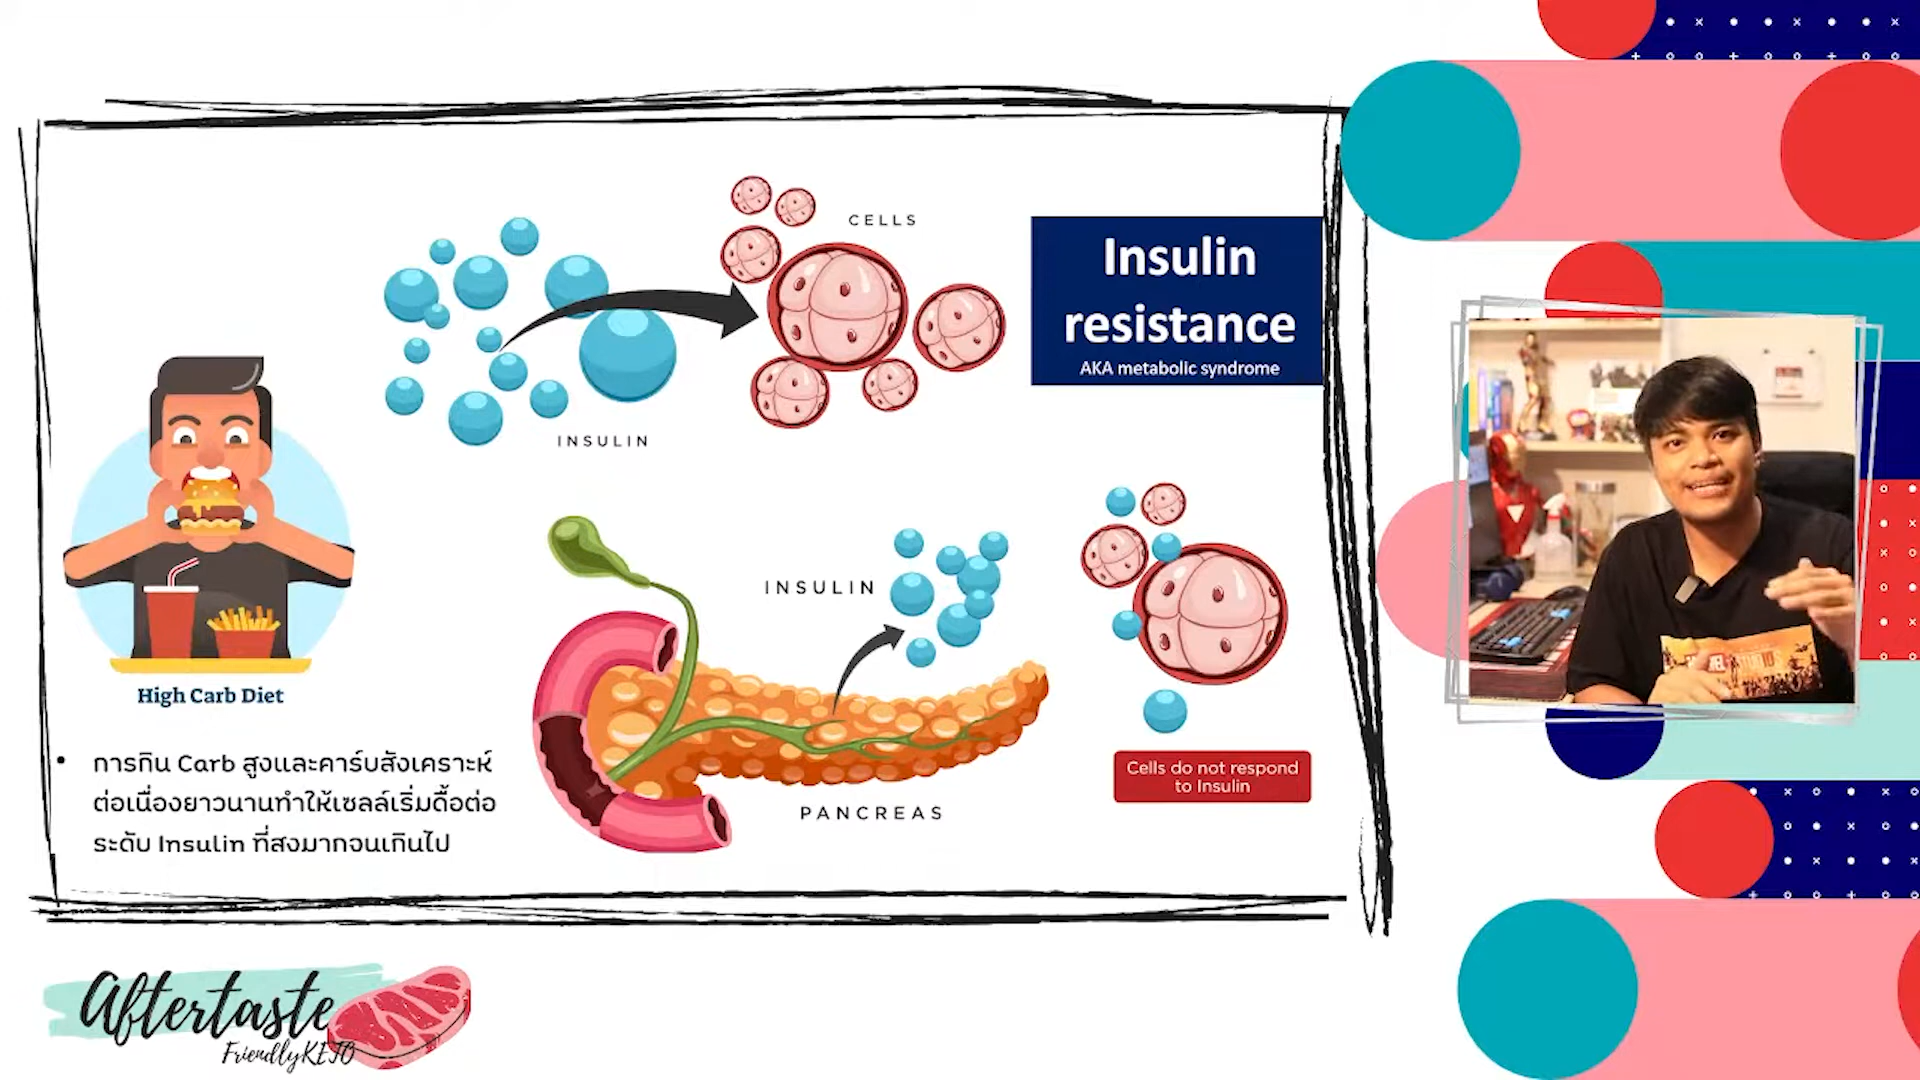 CELLS
Insulin
resistance
AKA metabolic syndrome
INSULIN
INSULIN
High Carb Diet
Cells do not respond
to Insulin
PANCREAS
• การกิน Carb สูงและคาร์บสังเคราะห์
ต่อเนื่องยาวนานทำให้เซลล์เริ่มดื้อต่อ
ระดับ Insulin ที่สูงมากจนเกินไป
Aftertaste
FriendlyKETO